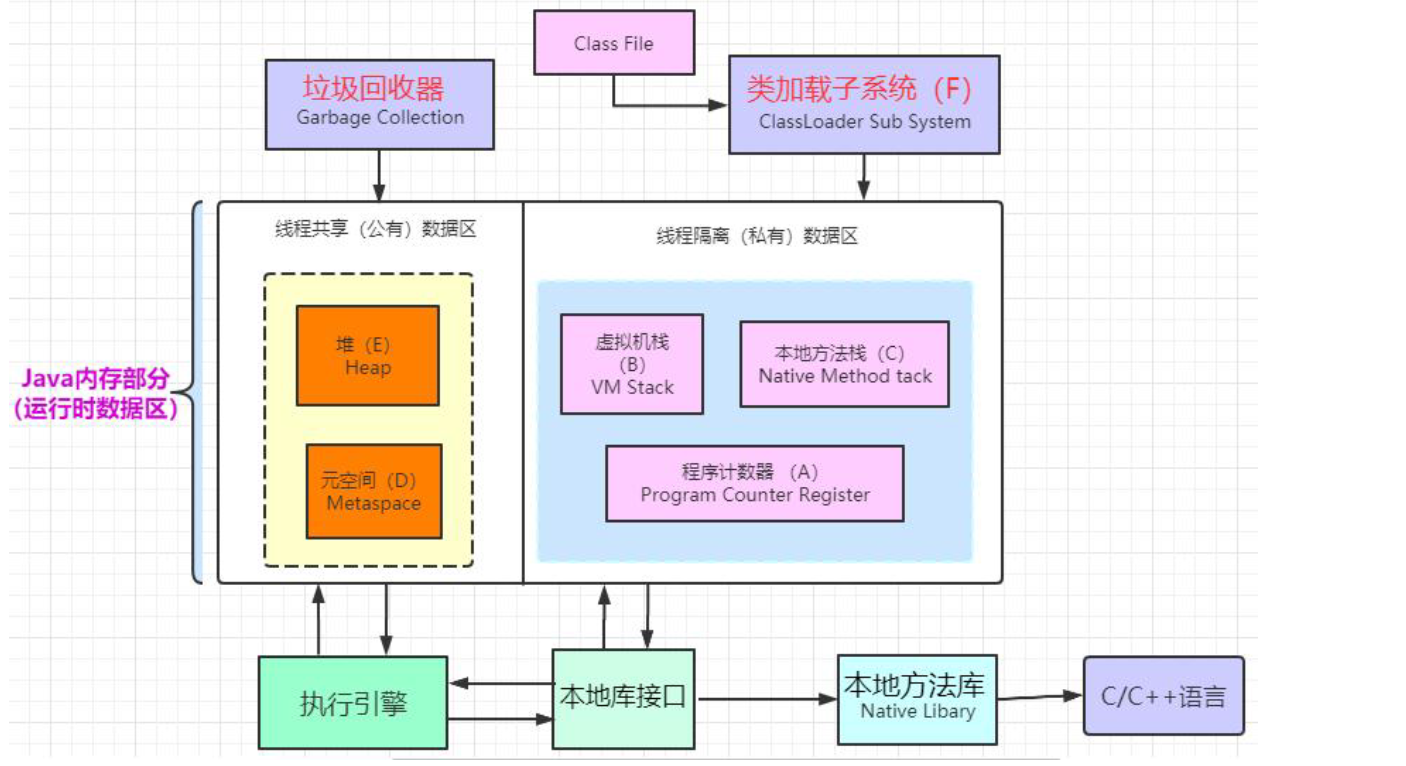 Class File
垃圾回收器
Garbage Collection
类加载子系统（F）
ClassLoader Sub System
线程共享（公有）数据区
线程隔离（私有）数据区
堆（E）
Heap
虚拟机栈
（B）
VM Stack
本地方法栈（C）
Native Method tack
Java内存部分
（运行时数据区）
元空间（D）
Metaspace
程序计数器 （A）
Program Counter Register
执行引擎
本地库接口
本地方法库
Native Libary
C/C++语言